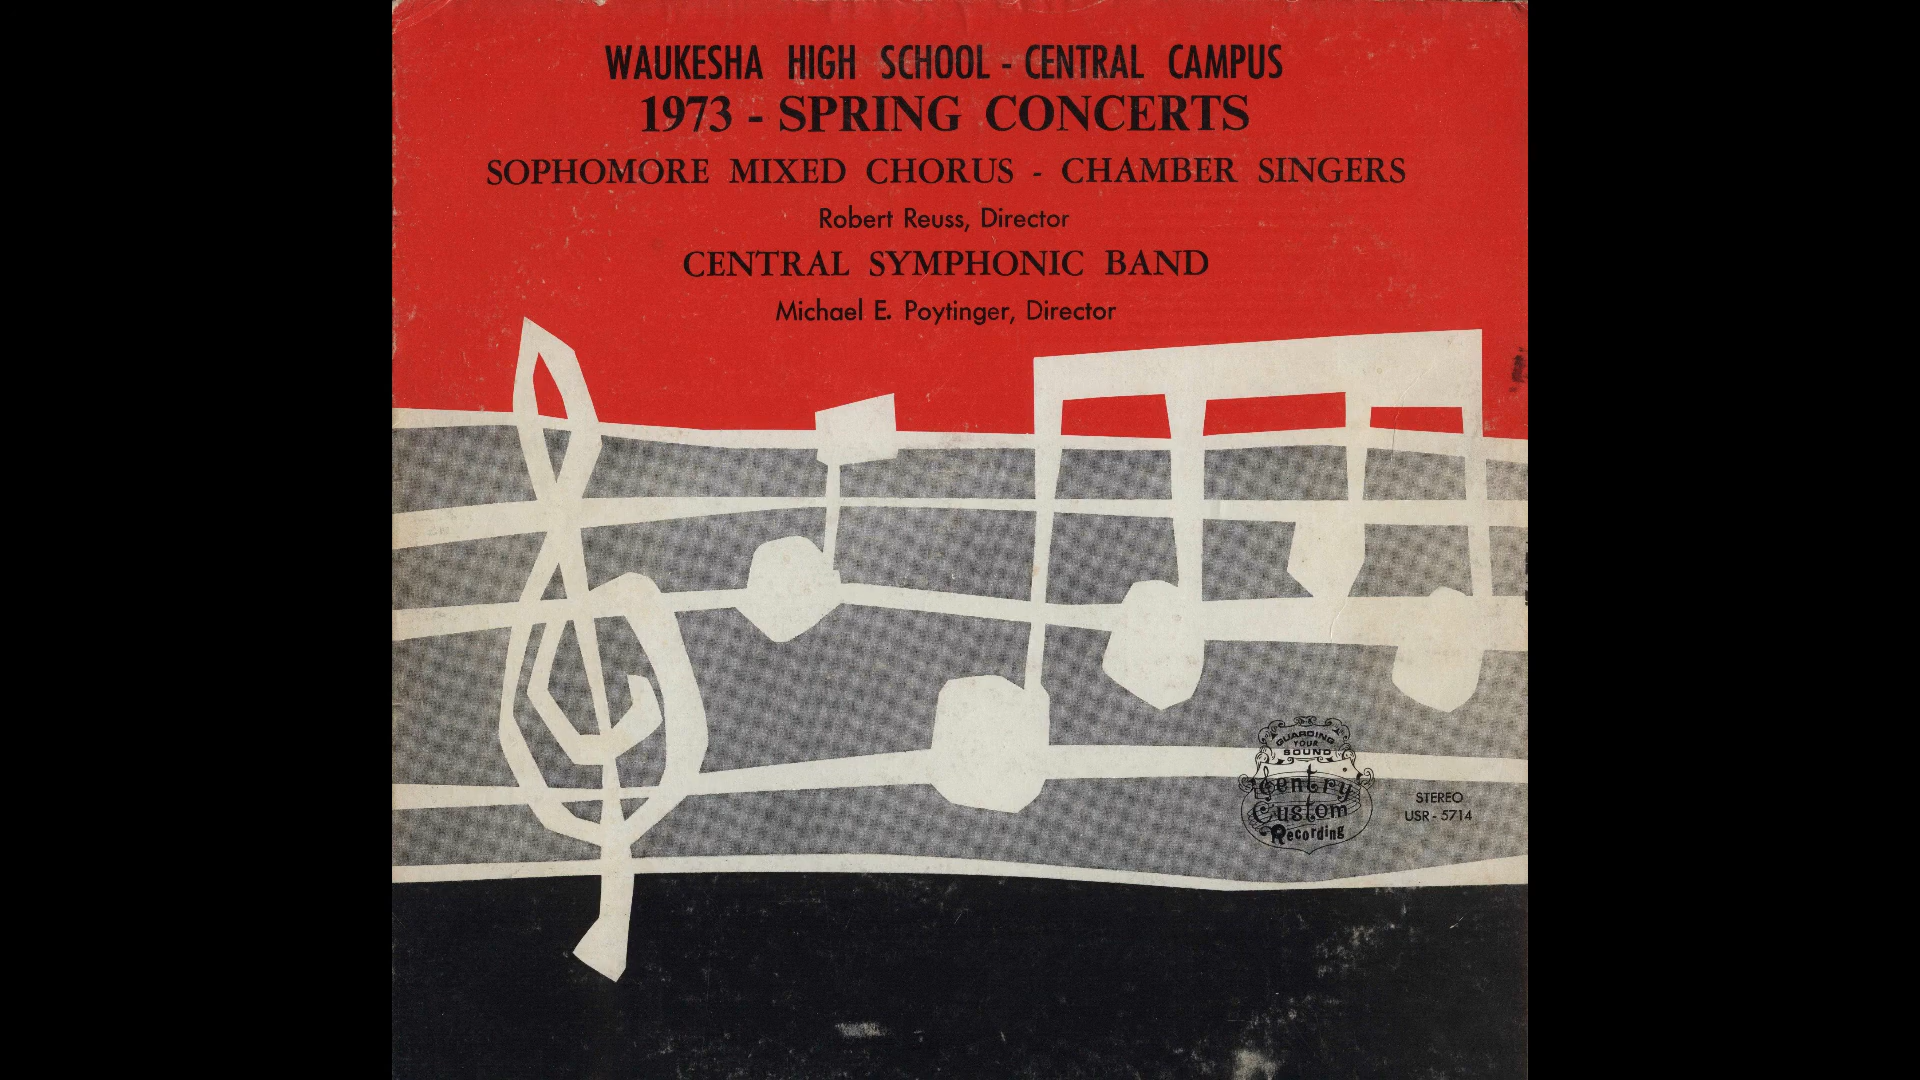 WAUKESHA HIGH SCHOOL - CENTRAL CAMPUS
1973 - SPRING CONCERTS
SOPHOMORE MIXED CHORUS - CHAMBER SINGERS
Robert Reuss, Director
CENTRAL SYMPHONIC BAND
Michael E. Poytinger, Director
GUARDING
YOUR
SOUND
Gentry
Custom
Recording
STEREO
USR - 5714